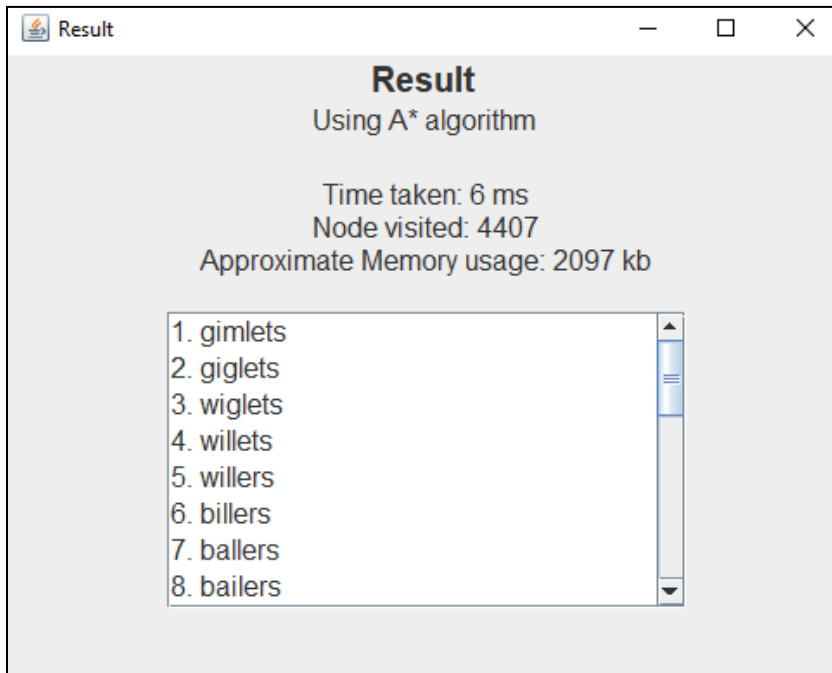 Result
Result
Using A* algorithm
Time taken: 6 ms
Node visited: 4407
Approximate Memory usage: 2097 kb
1. gimlets
2. giglets
3. wiglets
4. willets
5. willers
6. billers
7. ballers
8. bailers